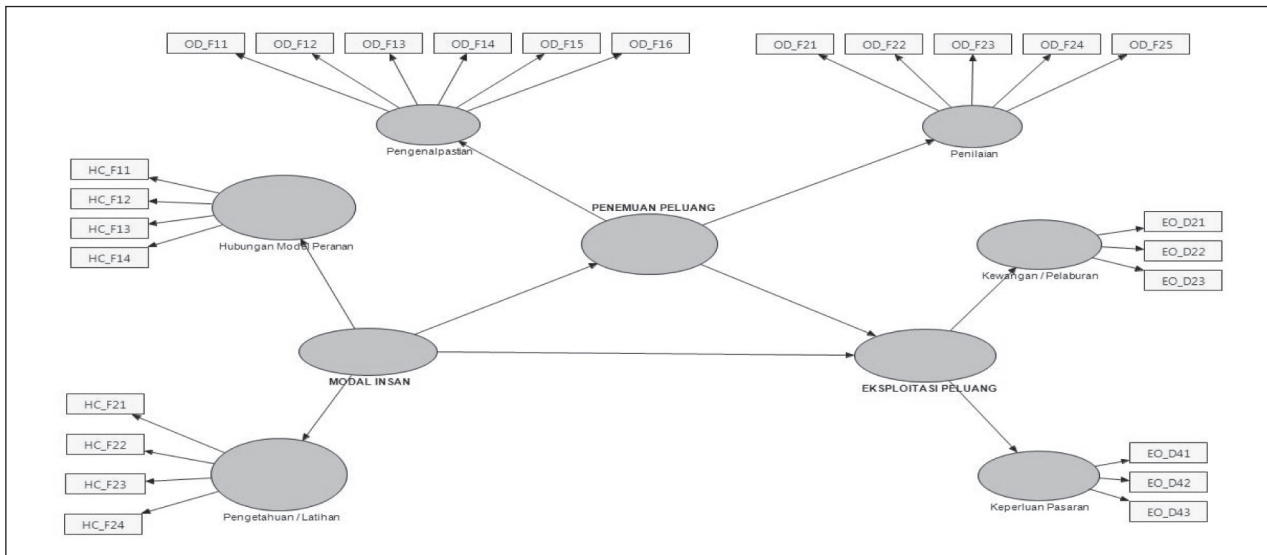 OD_F11 OD_F12 OD_F13 OD_F14 OD_F15 OD_F16
OD_F21 OD_F22 OD_F23 OD_F24 OD_F25
Pengenalpastian
Penilaian
HC_F11
HC_F12
HC_F13
HC_F14
Hubungan Model Peranan
PENEMUAN PELUANG
Kewangan / Pelaburan
EO_D21
EO_D22
EO_D23
MODAL INSAN
EKSPLOITASI PELUANG
HC_F21
HC_F22
HC_F23
HC_F24
Pengetahuan / Latihan
Keperluan Pasaran
EO_D41
EO_D42
EO_D43